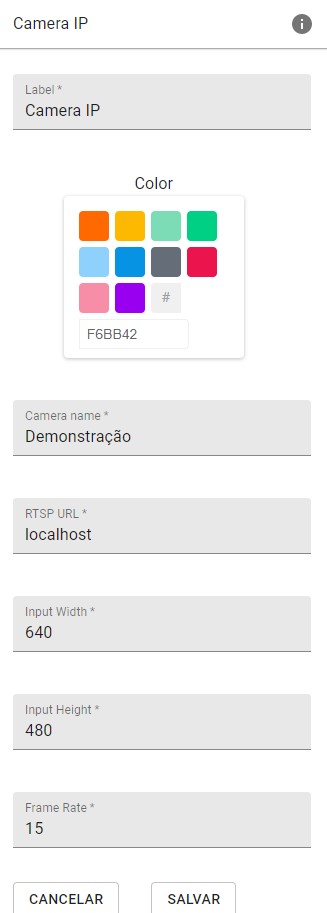 Camera IP
Label *
Camera IP
Color
#
F6BB42
Camera name *
Demonstração
RTSP URL *
localhost
Input Width *
640
Input Height *
480
Frame Rate *
15
CANCELAR SALVAR